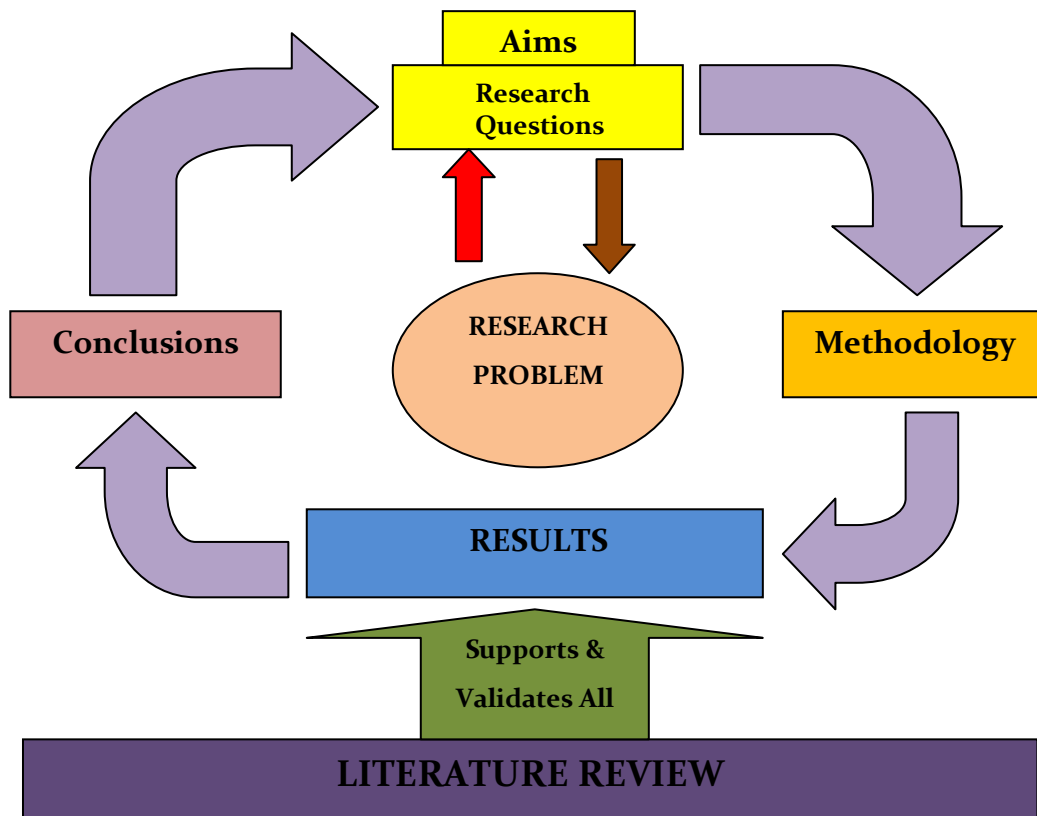 Aims
Research
Questions
RESEARCH
PROBLEM
Conclusions
Methodology
RESULTS
Supports &
Validates All
LITERATURE REVIEW